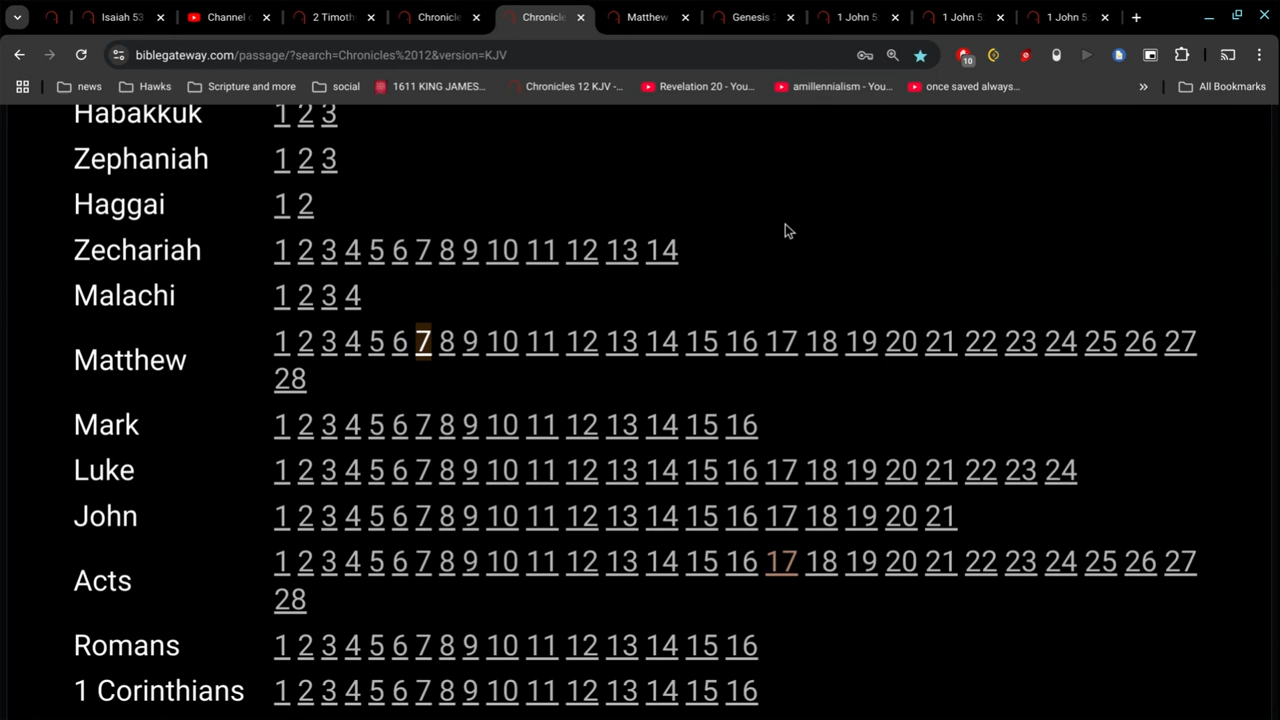 Isaiah 53
Channel c
2 Timoth
Chronicle
Chronicle
Matthew
Genesis
1 John 5:
1 John 5:
1 John 5:
biblegateway.com/passage/?search=Chronicles%2012&version=KJV
10
news
Hawks
Scripture and more
social
1611 KING JAMES...
Chronicles 12 KJV -...
Revelation 20 - You...
amillennialism - You...
once saved always...
All Bookmarks
Habakkuk 1 2 3
Zephaniah 1 2 3
Haggai 1 2
Zechariah 1 2 3 4 5 6 7 8 9 10 11 12 13 14
Malachi 1 2 3 4
Matthew 1 2 3 4 5 6 7 8 9 10 11 12 13 14 15 16 17 18 19 20 21 22 23 24 25 26 27
28
Mark 1 2 3 4 5 6 7 8 9 10 11 12 13 14 15 16
Luke 1 2 3 4 5 6 7 8 9 10 11 12 13 14 15 16 17 18 19 20 21 22 23 24
John 1 2 3 4 5 6 7 8 9 10 11 12 13 14 15 16 17 18 19 20 21
Acts 1 2 3 4 5 6 7 8 9 10 11 12 13 14 15 16 17 18 19 20 21 22 23 24 25 26 27
28
Romans 1 2 3 4 5 6 7 8 9 10 11 12 13 14 15 16
1 Corinthians 1 2 3 4 5 6 7 8 9 10 11 12 13 14 15 16